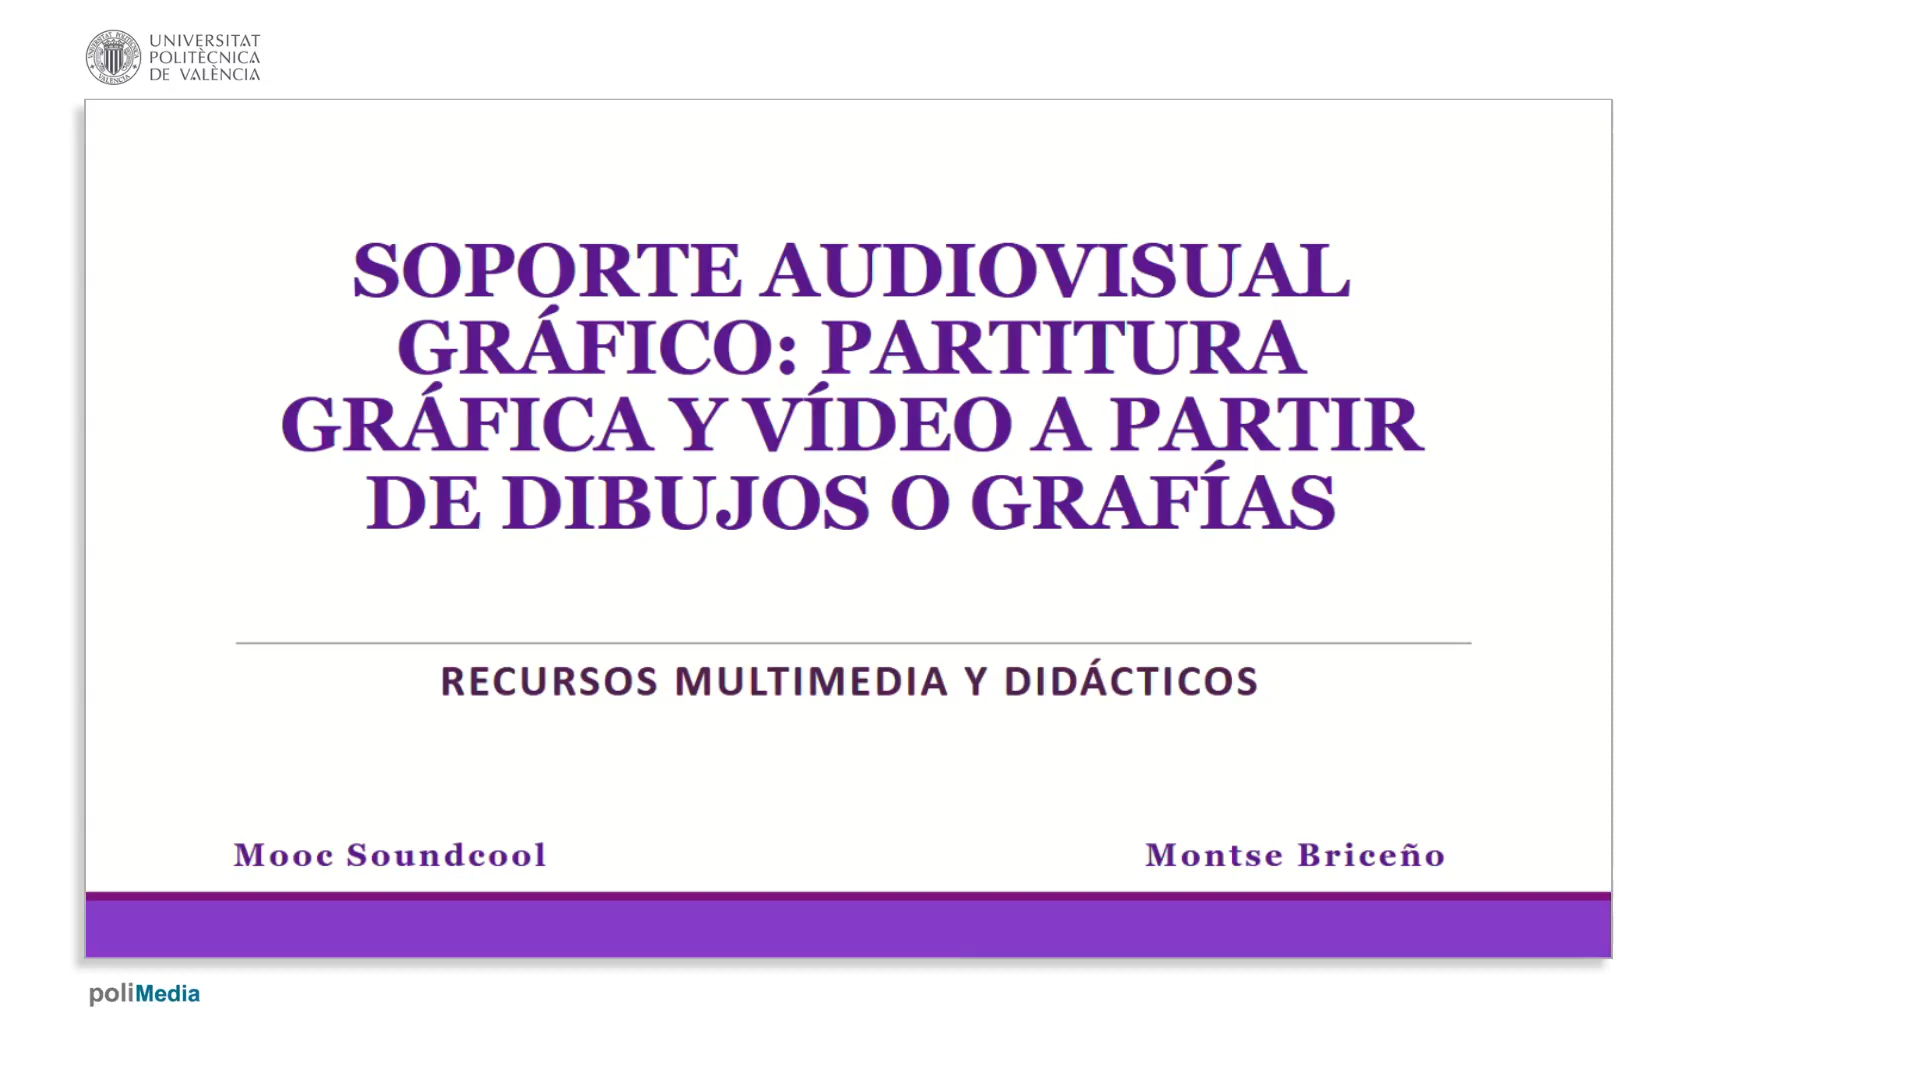 UNIVERSITAT
POLITÈCNICA
DE VALÈNCIA
SOPORTE AUDIOVISUAL
GRÁFICO: PARTITURA
GRÁFICA Y VÍDEO A PARTIR
DE DIBUJOS O GRAFÍAS
RECURSOS MULTIMEDIA Y DIDÁCTICOS
Mooc Soundcool
Montse Briceño
poliMedia